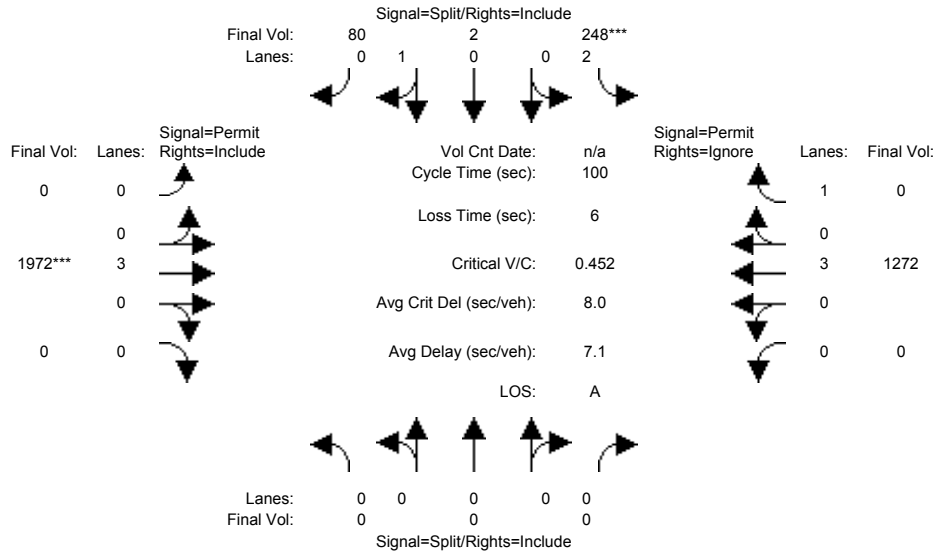 Signal=Split/Rights=Include
Final Vol: 80 2 248***
Lanes: 0 1 0 0 2
Signal=Permit Signal=Permit
Final Vol: Lanes: Rights=Include Vol Cnt Date: n/a Rights=Ignore Lanes: Final Vol:
Cycle Time (sec): 100
0 0 1 0
Loss Time (sec): 6
0 0
1972*** 3 Critical V/C: 0.452 3 1272
0 Avg Crit Del (sec/veh): 8.0 0
0 0 Avg Delay (sec/veh): 7.1 0 0
LOS: A
Lanes: 0 0 0 0 0
Final Vol: 0 0 0
Signal=Split/Rights=Include